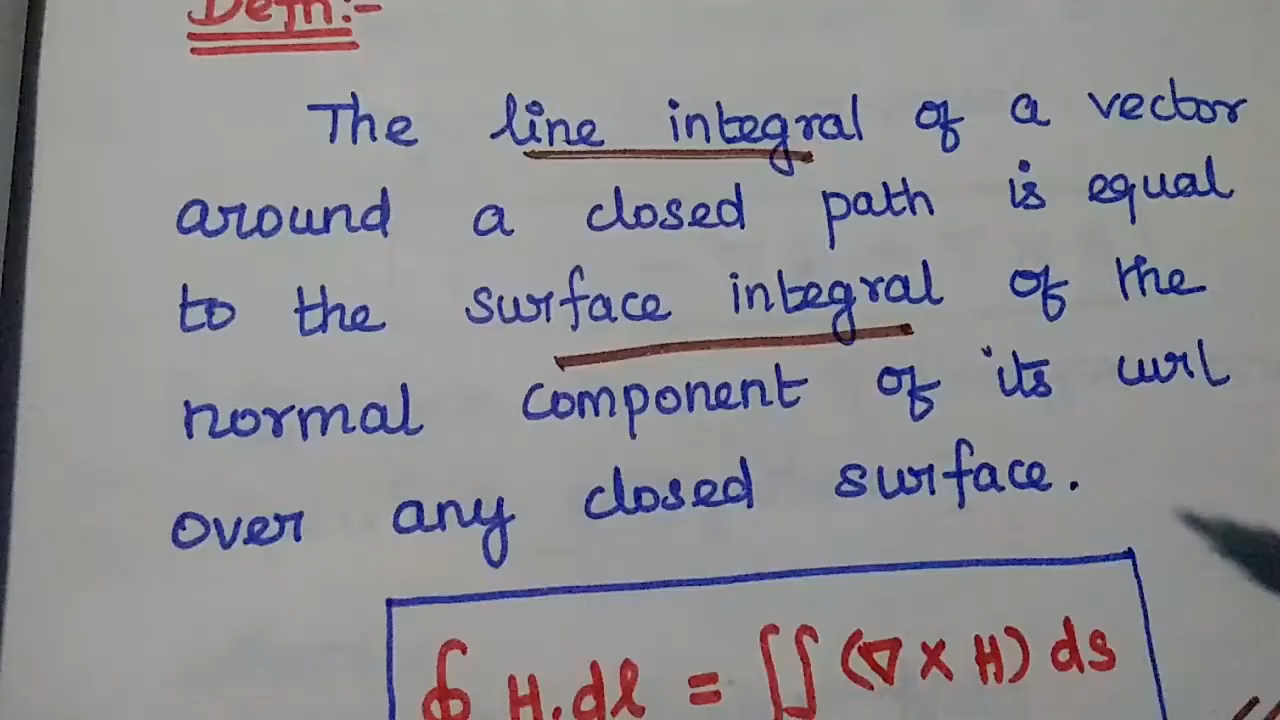 Defn:-
The line integral of a vector
around a closed path is equal
to the surface integral of the
normal component of its curl
over any closed surface.
∮ H.dl = ∬ (∇ X H) ds